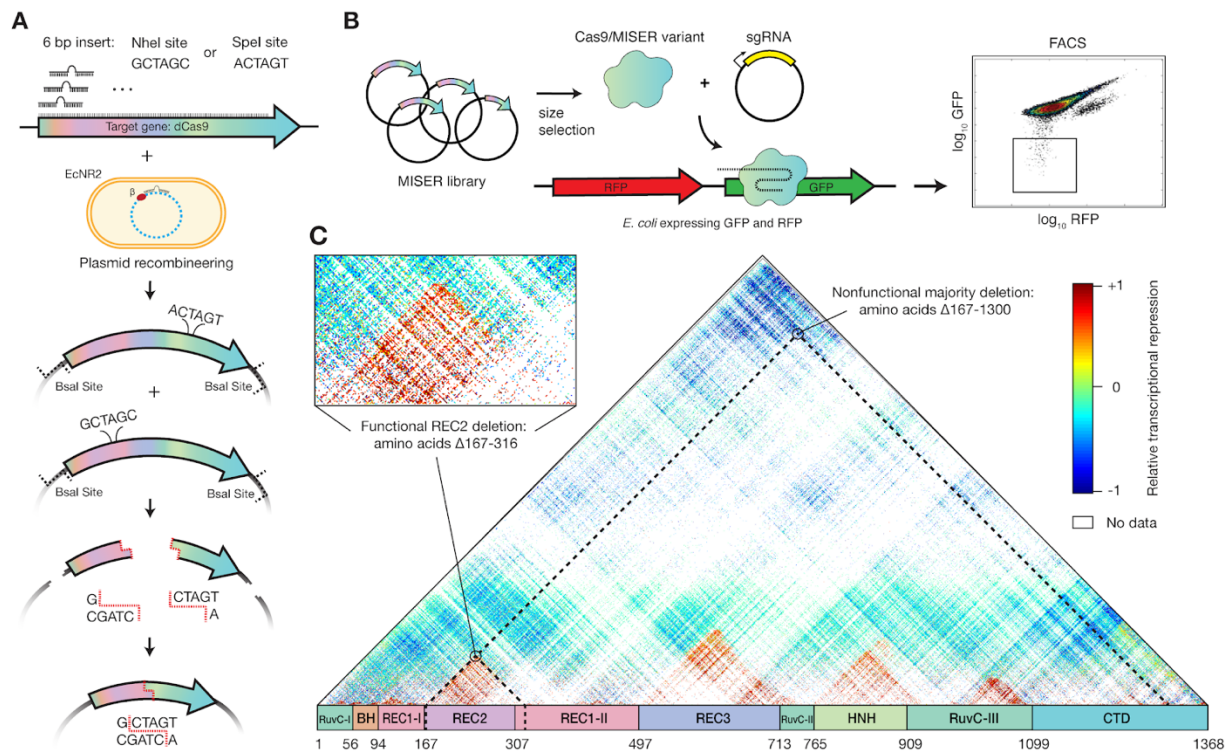 A
6 bp insert:
NheI site
GCTAGC
or
SpeI site
ACTAGT
...
Target gene: dCas9
+
EcNR2
β
Plasmid recombineering
ACTAGT
BsaI Site
BsaI Site
+
GCTAGC
BsaI Site
BsaI Site
G
CGATC
CTAGT
A
G CTAGT
CGATC A
B
MISER library
size
selection
Cas9/MISER variant
+
sgRNA
RFP
GFP
E. coli expressing GFP and RFP
FACS
log10 GFP
log10 RFP
C
Functional REC2 deletion:
amino acids Δ167-316
Nonfunctional majority deletion:
amino acids Δ167-1300
+1
0
-1
Relative transcriptional repression
No data
RuvC-I
BH
REC1-I
REC2
REC1-II
REC3
RuvC-II
HNH
RuvC-III
CTD
1 56 94 167 307 497 713 765 909 1099 1368